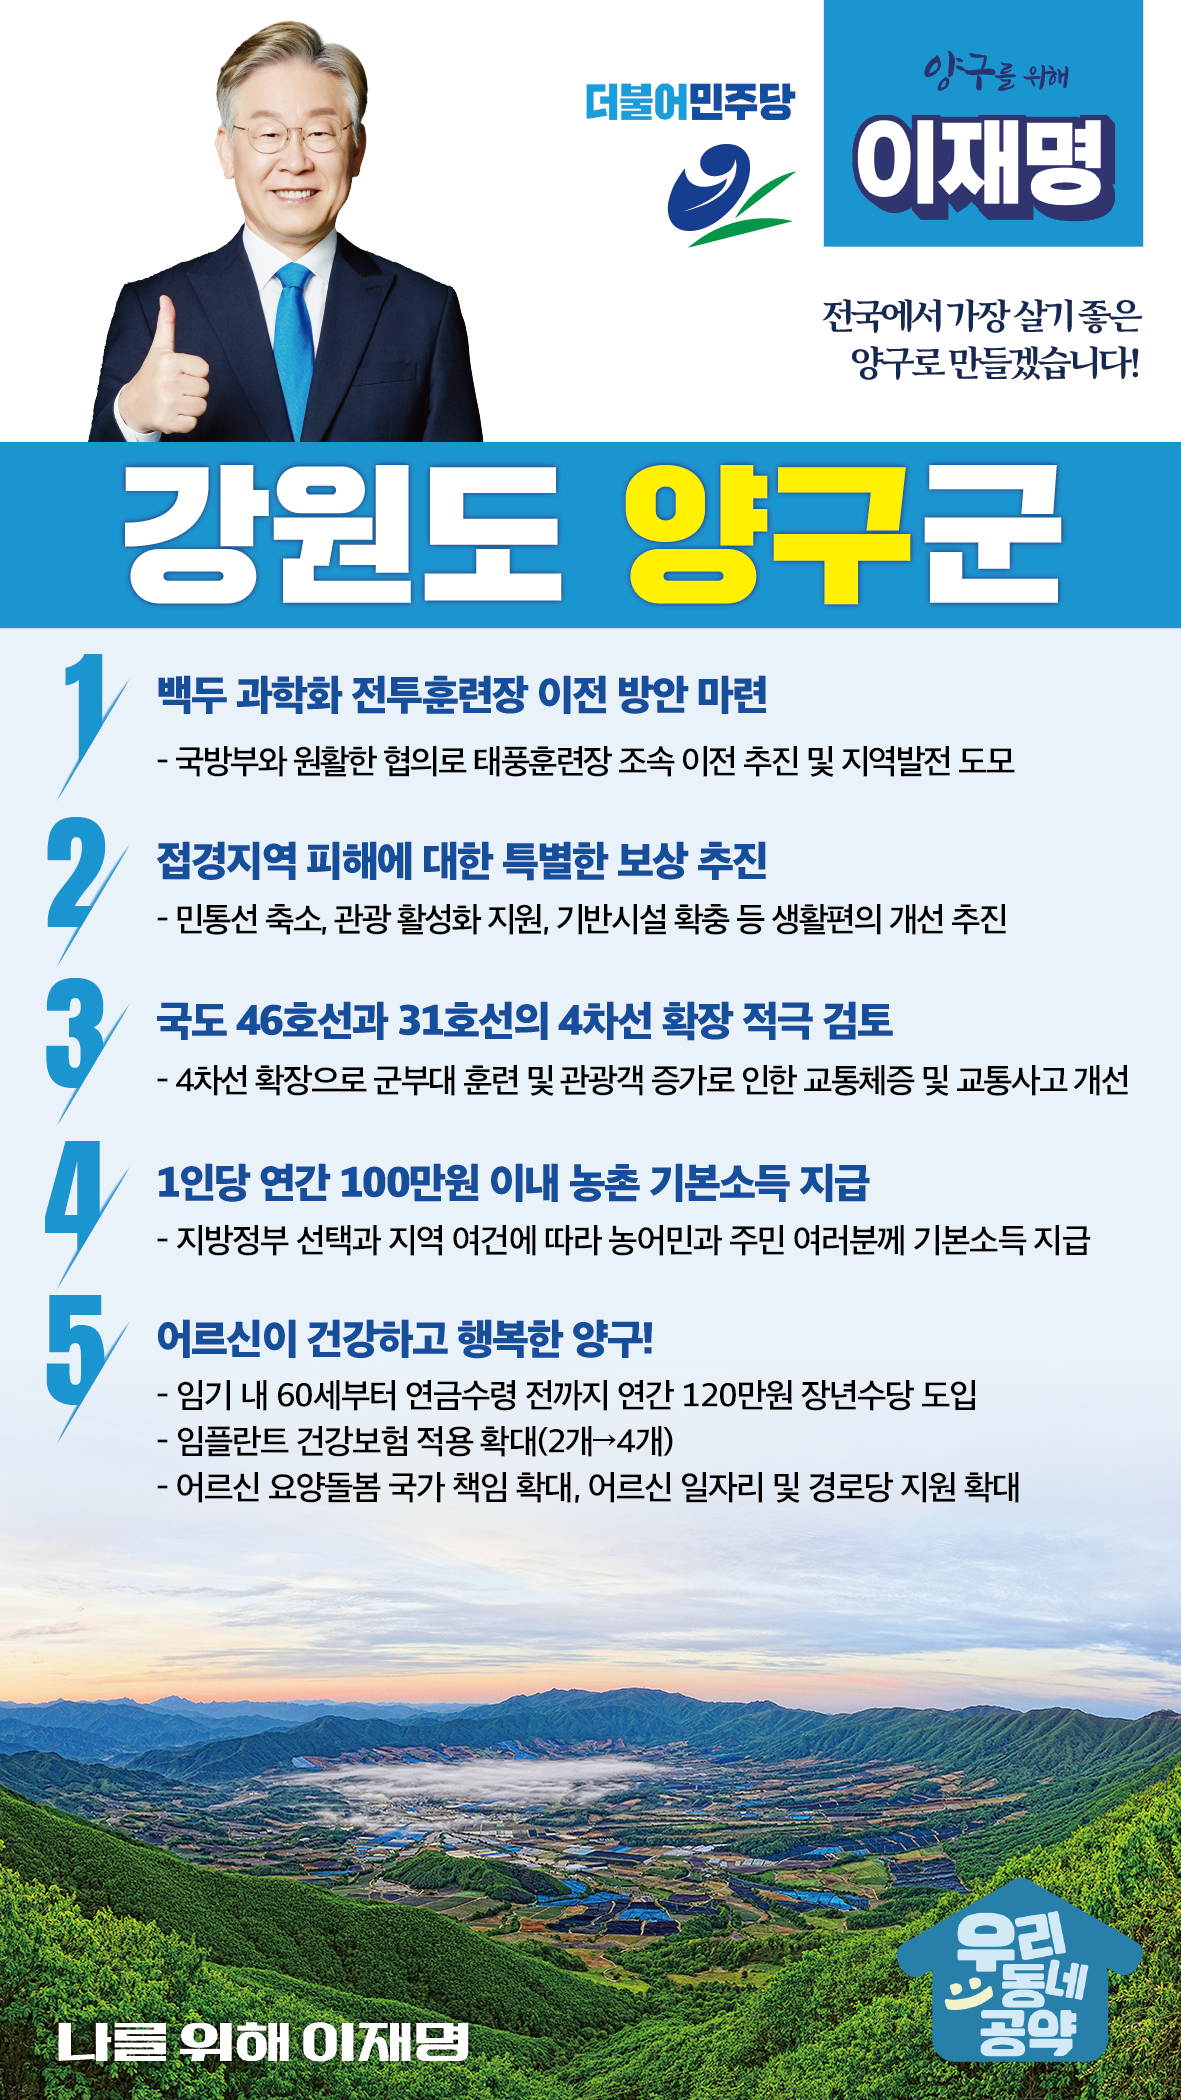 더불어민주당
양구를 위해
이재명
전국에서 가장 살기 좋은
양구로 만들겠습니다!
강원도 양구군
1
백두 과학화 전투훈련장 이전 방안 마련
- 국방부와 원활한 협의로 태풍훈련장 조속 이전 추진 및 지역발전 도모
2
접경지역 피해에 대한 특별한 보상 추진
- 민통선 축소, 관광 활성화 지원, 기반시설 확충 등 생활편의 개선 추진
3
국도 46호선과 31호선의 4차선 확장 적극 검토
- 4차선 확장으로 군부대 훈련 및 관광객 증가로 인한 교통체증 및 교통사고 개선
4
1인당 연간 100만원 이내 농촌 기본소득 지급
- 지방정부 선택과 지역 여건에 따라 농어민과 주민 여러분께 기본소득 지급
5
어르신이 건강하고 행복한 양구!
- 임기 내 60세부터 연금수령 전까지 연간 120만원 장년수당 도입
- 임플란트 건강보험 적용 확대(2개→4개)
- 어르신 요양돌봄 국가 책임 확대, 어르신 일자리 및 경로당 지원 확대
우리
동네
공약
나를 위해 이재명